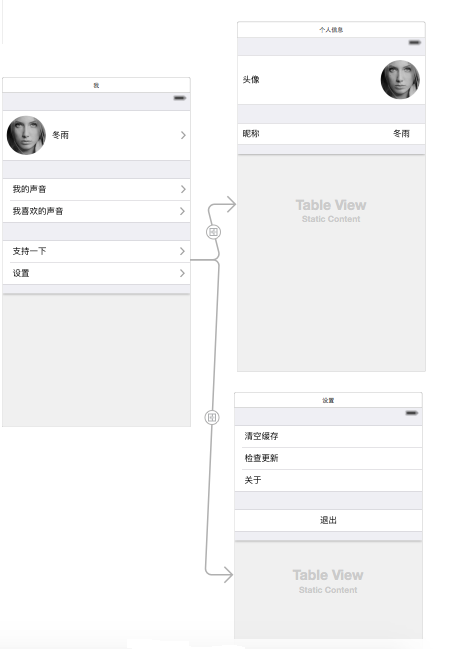 我
冬雨
我的声音
我喜欢的声音
支持一下
设置
个人信息
头像
昵称 冬雨
Table View
Static Content
设置
清空缓存
检查更新
关于
退出
Table View
Static Content